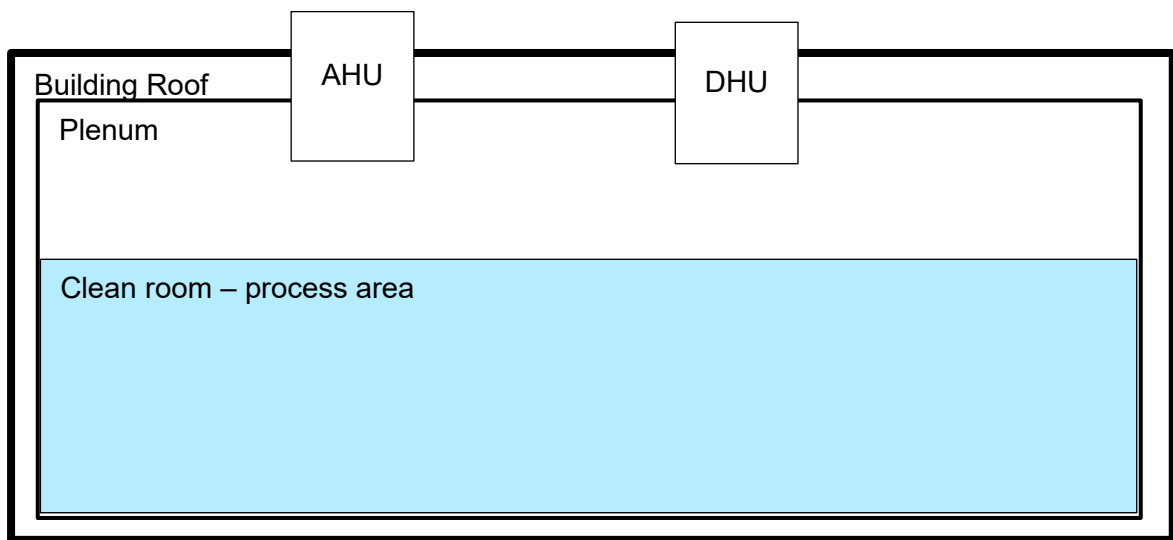 AHU
DHU
Building Roof
Plenum
Clean room – process area